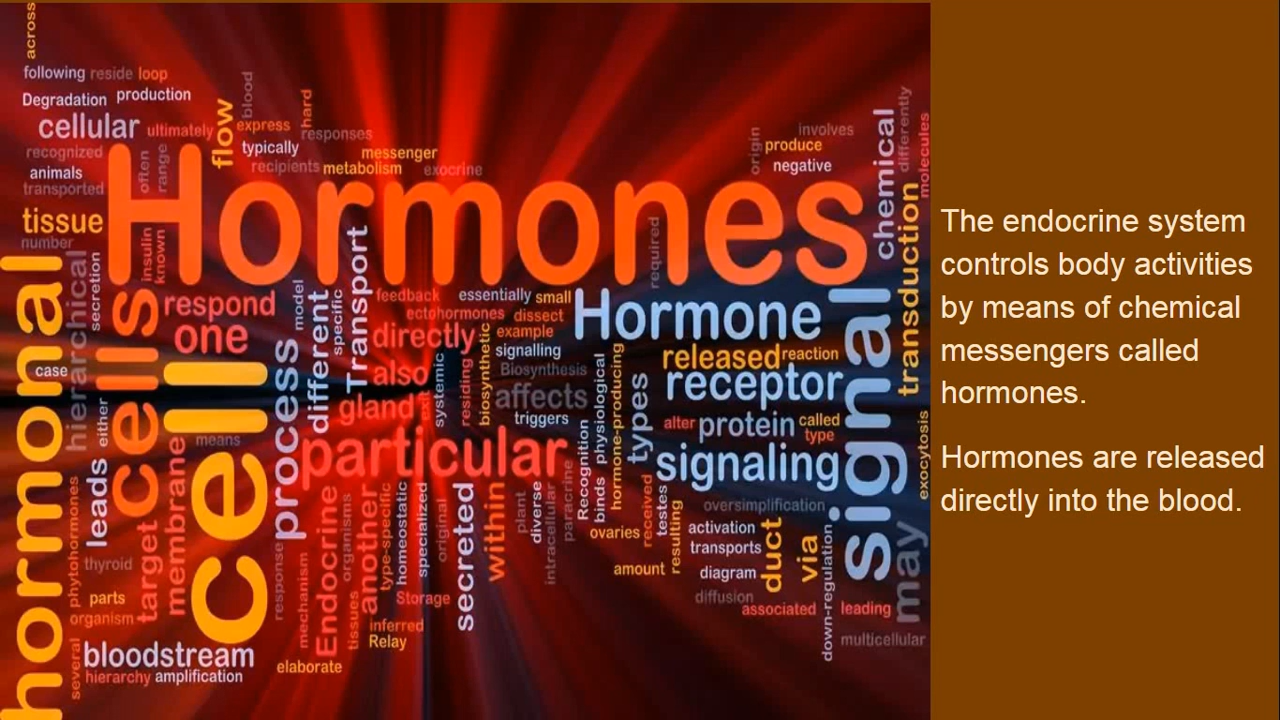 across
following reside loop
Degradation production
blood
hard
cellular ultimately
flow
express
responses
recognized
often
range
typically
messenger
animals
recipients metabolism exocrine
transported
origin
involves
produce
negative
chemical
differently
molecules
tissue
number
Hormones
insulin
known
required
transduction
hormonal
hierarchical
secretion
cells
respond
one
model
different
specific
Transport
feedback
essentially small
ectohormones dissect
directly
example
signalling
Hormone
released reaction
receptor
signal
case
cell
process
also
systemic
residing
biosynthetic
Biosynthesis
affects
triggers
gland
exit
either
means
particular
Recognition
binds
physiological
hormone-producing
types
alter protein called
type
signaling
exocytosis
leads
membrane
target
phytohormones
thyroid
parts
organism
several
bloodstream
hierarchy amplification
response
mechanism
Endocrine
organisms
tissues
another
type-specific
homeostatic
specialized
original
secreted
within
plant
diverse
intracellular
paracrine
Storage
inferred
Relay
elaborate
ovaries
received
testes
resulting
amount
oversimplification
activation
transports
diagram
diffusion
duct
via
associated
down-regulation
leading
multicellular
may
The endocrine system
controls body activities
by means of chemical
messengers called
hormones.
Hormones are released
directly into the blood.